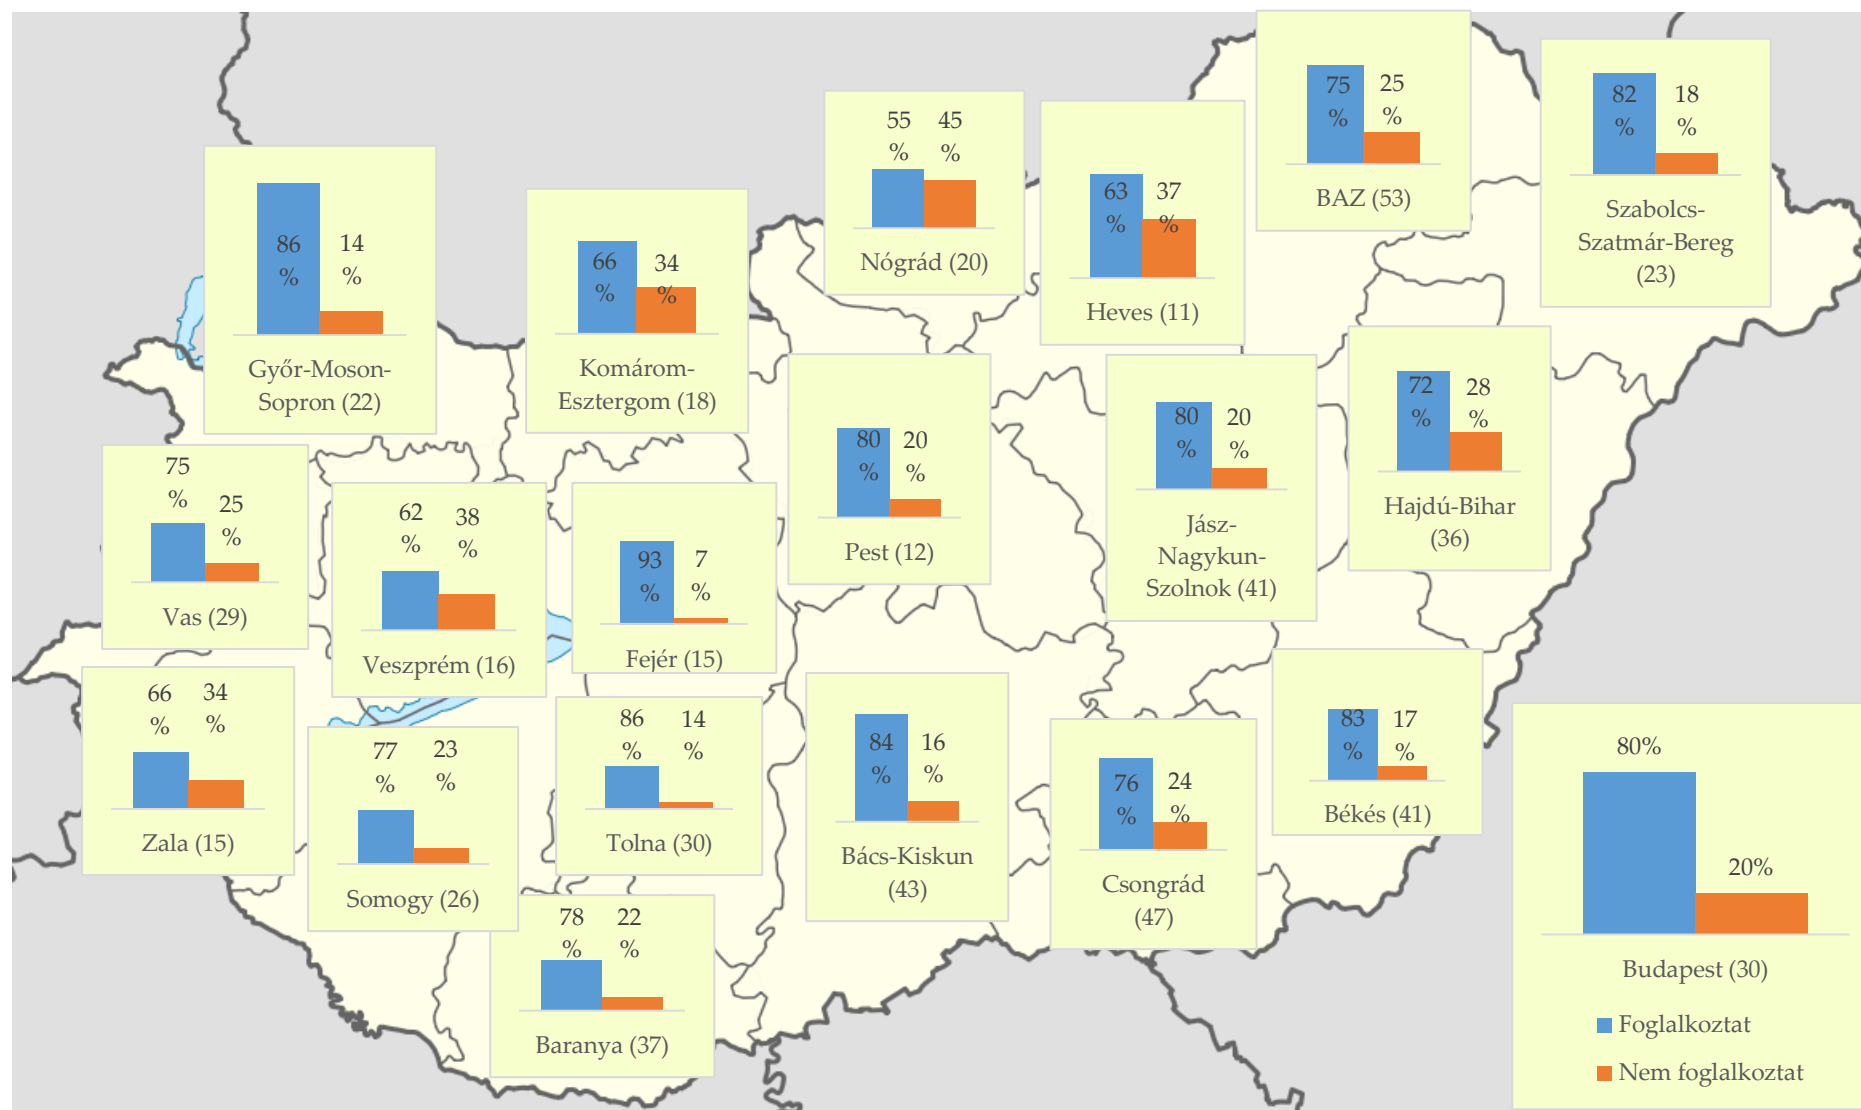 75 25
% %
BAZ (53)
82 18
% %
Szabolcs-
Szatmár-Bereg
(23)
55 45
% %
Nógrád (20)
63 37
% %
Heves (11)
86 14
% %
Győr-Moson-
Sopron (22)
66 34
% %
Komárom-
Esztergom (18)
80 20
% %
Pest (12)
80 20
% %
Jász-
Nagykun-
Szolnok (41)
72 28
% %
Hajdú-Bihar
(36)
75
%
25
%
Vas (29)
62 38
% %
Veszprém (16)
93 7
% %
Fejér (15)
66 34
% %
Zala (15)
77 23
% %
Somogy (26)
86 14
% %
Tolna (30)
84 16
% %
Bács-Kiskun
(43)
76 24
% %
Csongrád
(47)
83 17
% %
Békés (41)
78 22
% %
Baranya (37)
80%
20%
Budapest (30)
Foglalkoztat
Nem foglalkoztat